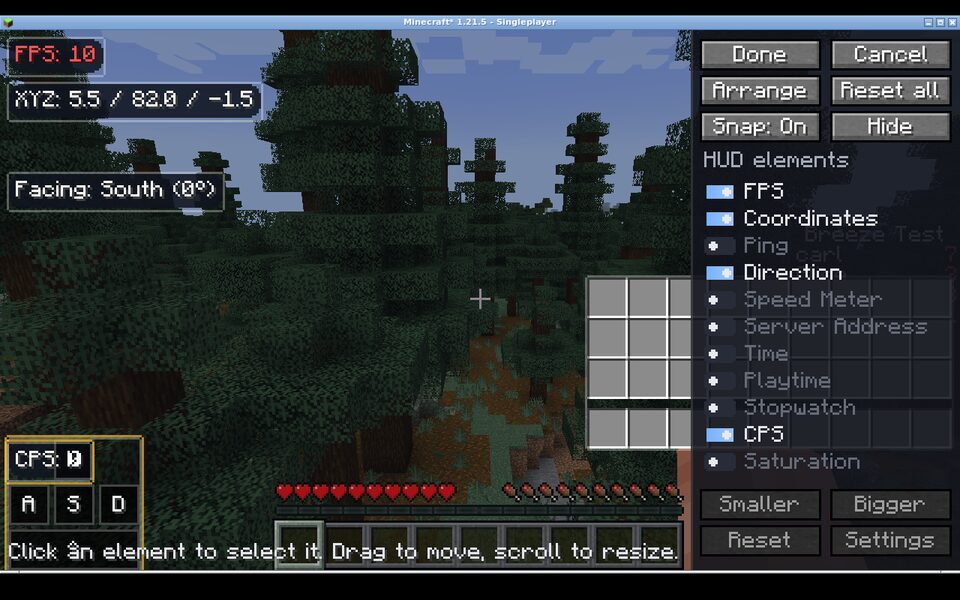 Minecraft* 1.21.5 - Singleplayer
FPS: 10
XYZ: 5.5 / 82.0 / -1.5
Facing: South (0°)
CPS: 0
A S D
Click an element to select it. Drag to move, scroll to resize.
Done Cancel
Arrange Reset all
Snap: On Hide
HUD elements
FPS
Coordinates
Ping
Breeze Test
Direction
Speed Meter
Server Address
Time
Playtime
Stopwatch
CPS
Saturation
Smaller Bigger
Reset Settings